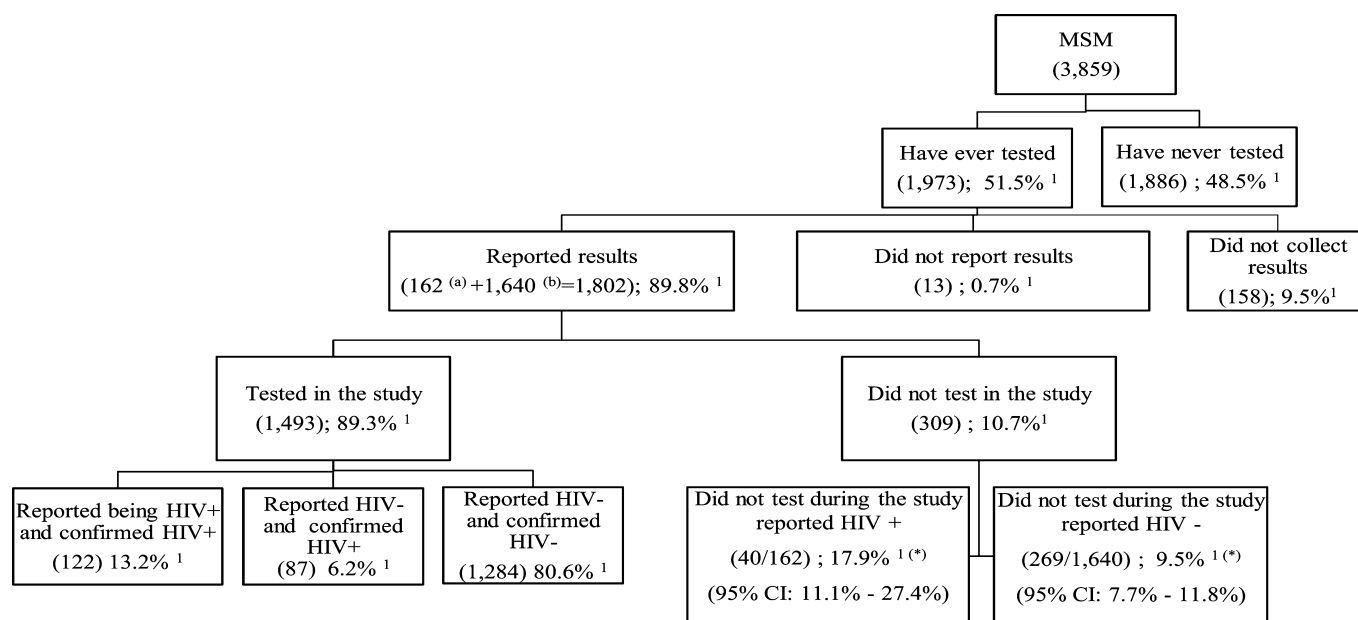 MSM
(3,859)
Have ever tested
(1,973); 51.5% ¹
Have never tested
(1,886) ; 48.5% ¹
Reported results
(162 ⁽ᵃ⁾ +1,640 ⁽ᵇ⁾=1,802); 89.8% ¹
Did not report results
(13) ; 0.7% ¹
Did not collect
results
(158); 9.5%¹
Tested in the study
(1,493); 89.3% ¹
Did not test in the study
(309) ; 10.7%¹
Reported being HIV+
and confirmed HIV+
(122) 13.2% ¹
Reported HIV-
and confirmed
HIV+
(87) 6.2% ¹
Reported HIV-
and confirmed
HIV-
(1,284) 80.6% ¹
Did not test during the study
reported HIV +
(40/162) ; 17.9% ¹ (*)
(95% CI: 11.1% - 27.4%)
Did not test during the study
reported HIV -
(269/1,640) ; 9.5% ¹ (*)
(95% CI: 7.7% - 11.8%)